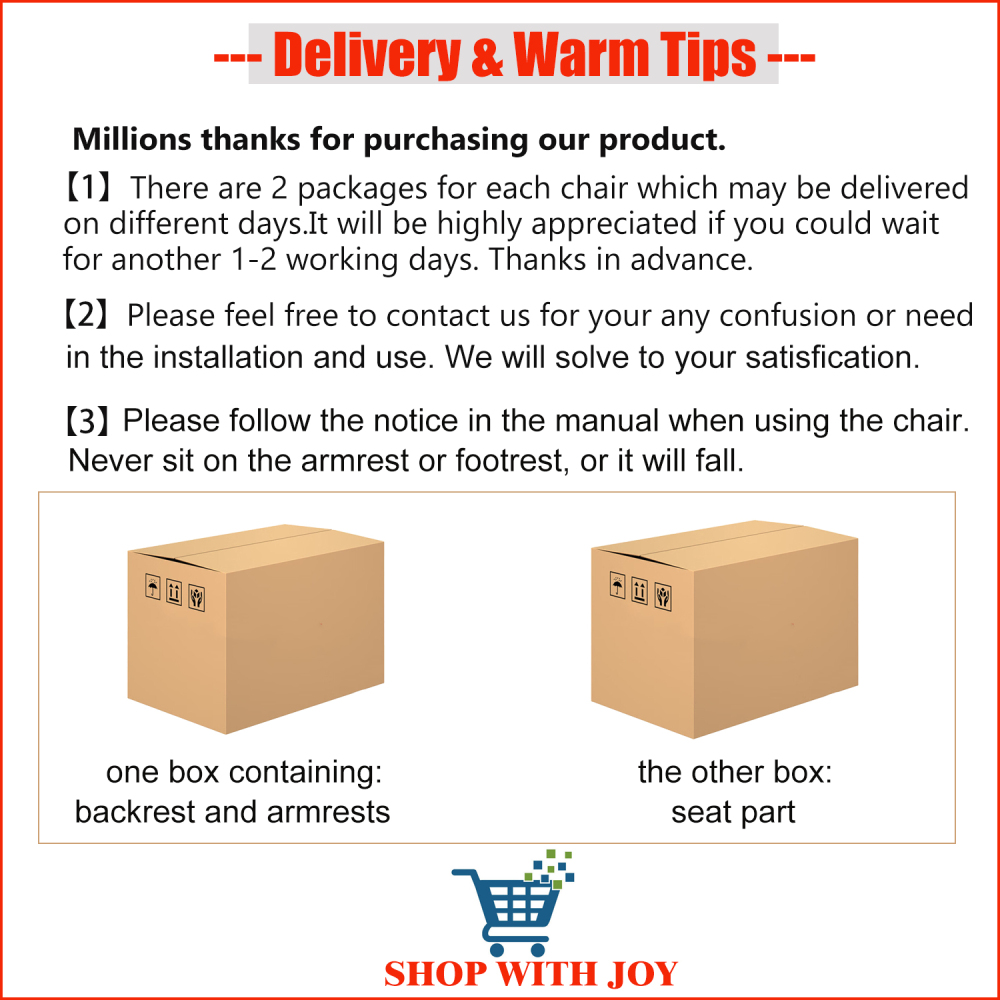 --- Delivery & Warm Tips ---
Millions thanks for purchasing our product.
【1】There are 2 packages for each chair which may be delivered
on different days.It will be highly appreciated if you could wait
for another 1-2 working days. Thanks in advance.
【2】Please feel free to contact us for your any confusion or need
in the installation and use. We will solve to your satisfication.
【3】Please follow the notice in the manual when using the chair.
Never sit on the armrest or footrest, or it will fall.
one box containing:
backrest and armrests
the other box:
seat part
SHOP WITH JOY